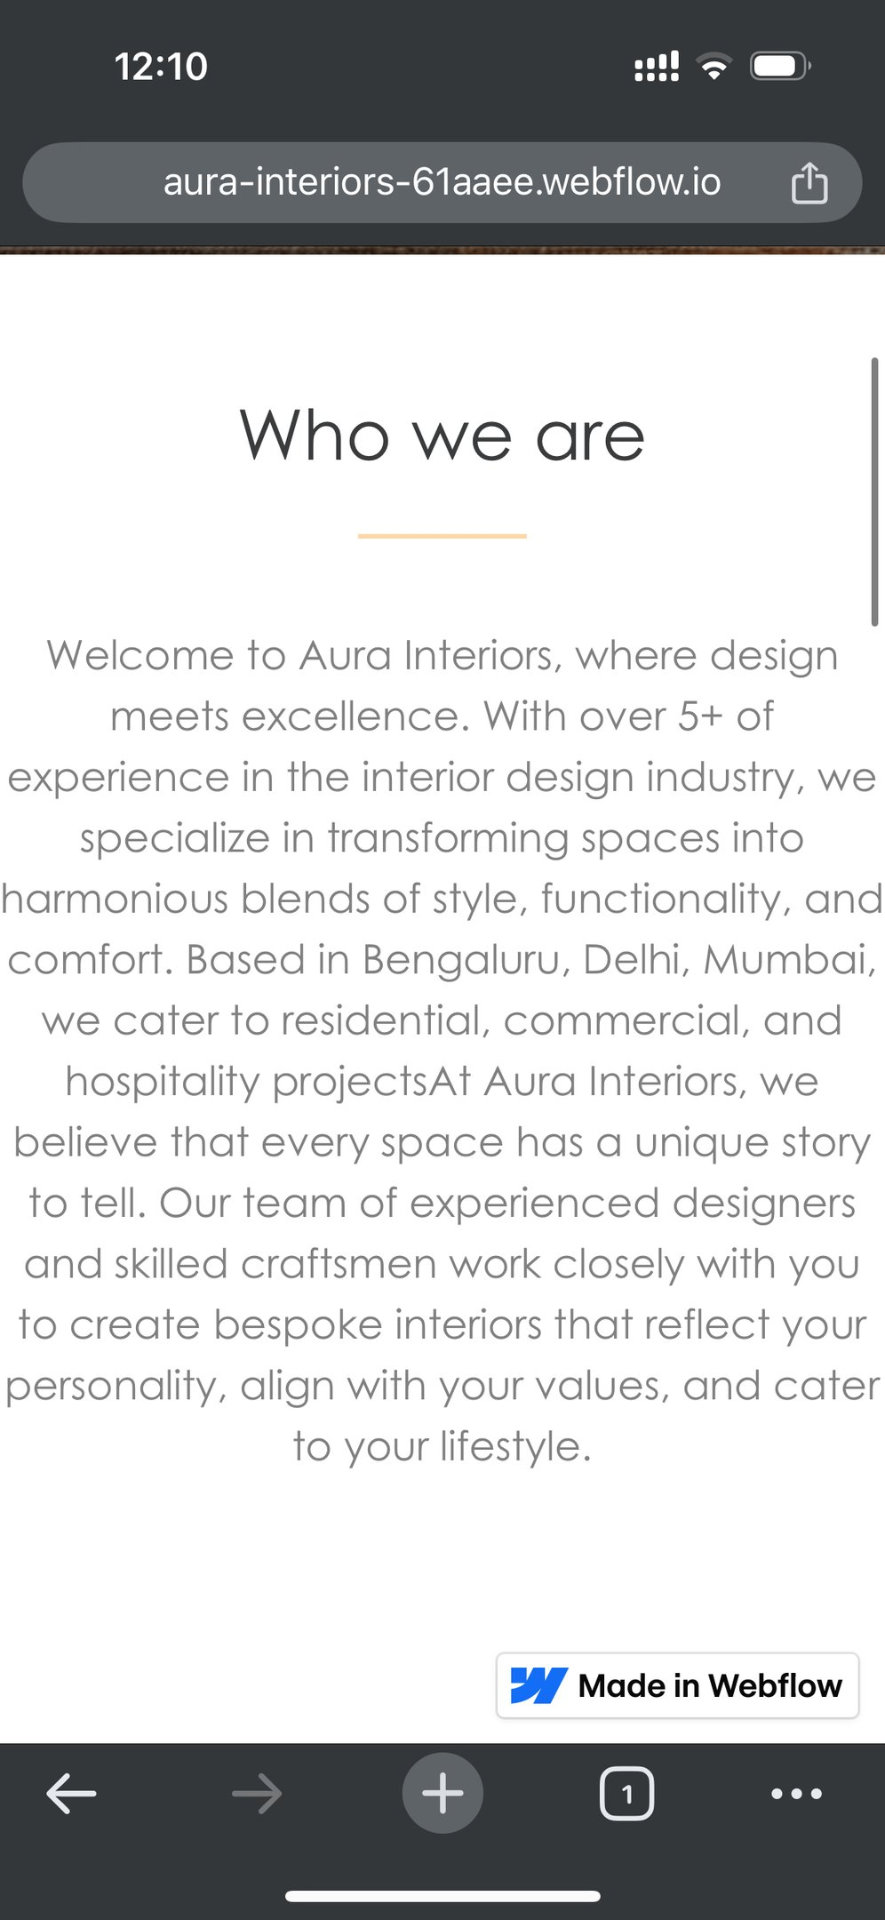 12:10
aura-interiors-61aaee.webflow.io
Who we are
Welcome to Aura Interiors, where design
meets excellence. With over 5+ of
experience in the interior design industry, we
specialize in transforming spaces into
harmonious blends of style, functionality, and
comfort. Based in Bengaluru, Delhi, Mumbai,
we cater to residential, commercial, and
hospitality projectsAt Aura Interiors, we
believe that every space has a unique story
to tell. Our team of experienced designers
and skilled craftsmen work closely with you
to create bespoke interiors that reflect your
personality, align with your values, and cater
to your lifestyle.
Made in Webflow
1